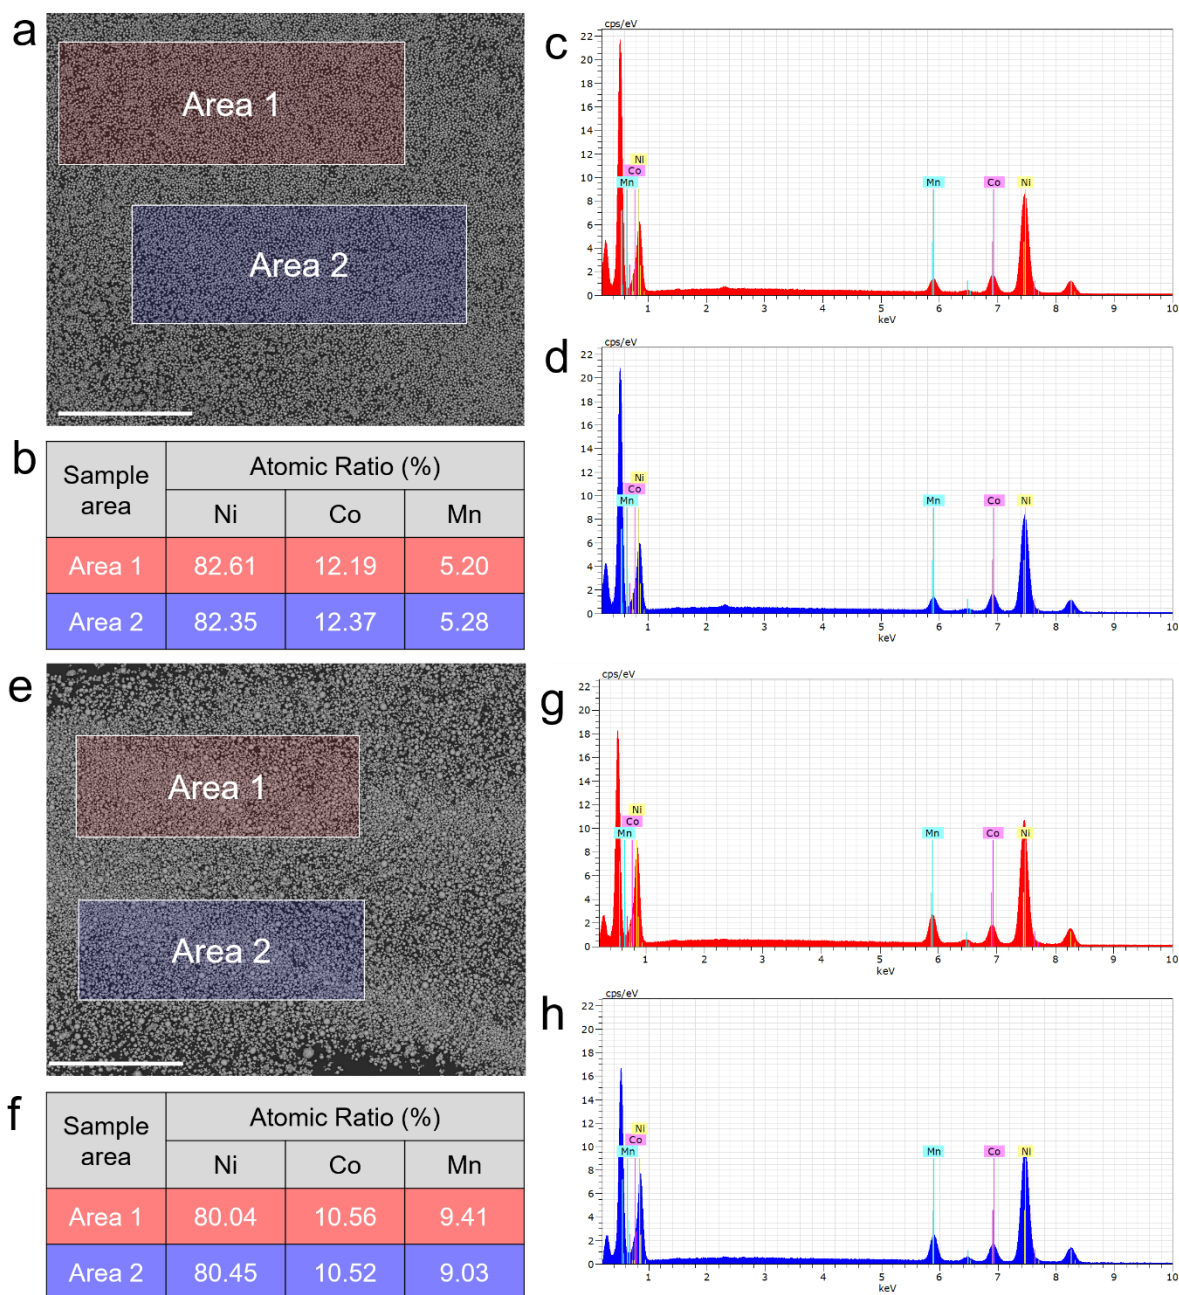 a
Area 1
Area 2
b
Sample area
Atomic Ratio (%)
Ni Co Mn
Area 1 82.61 12.19 5.20
Area 2 82.35 12.37 5.28
c
cps/eV
22
20
18
16
14
12
10
8
6
4
2
0
Ni
Co
Mn
Mn
Co
Ni
1 2 3 4 5 6 7 8 9 10
keV
d
cps/eV
22
20
18
16
14
12
10
8
6
4
2
0
Ni
Co
Mn
Mn
Co
Ni
1 2 3 4 5 6 7 8 9 10
keV
e
Area 1
Area 2
f
Sample area
Atomic Ratio (%)
Ni Co Mn
Area 1 80.04 10.56 9.41
Area 2 80.45 10.52 9.03
g
cps/eV
22
20
18
16
14
12
10
8
6
4
2
0
Ni
Co
Mn
Mn
Co
Ni
1 2 3 4 5 6 7 8 9 10
keV
h
cps/eV
22
20
18
16
14
12
10
8
6
4
2
0
Ni
Co
Mn
Mn
Co
Ni
1 2 3 4 5 6 7 8 9 10
keV